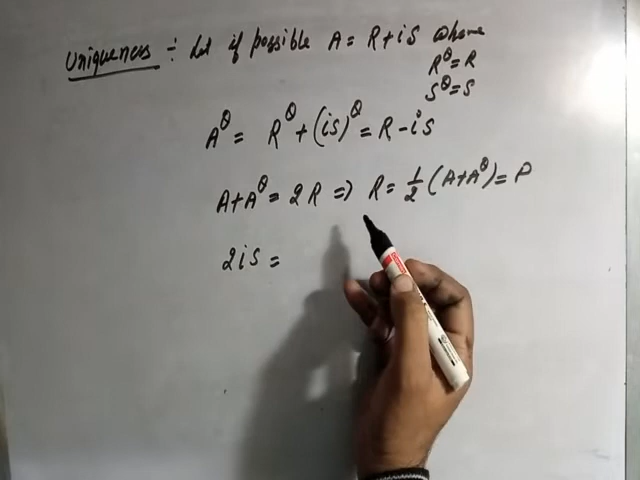 Uniqueness :- Let if possible A = R + iS where
R^θ = R
S^θ = S
A^θ = R^θ + (iS)^θ = R - iS
A + A^θ = 2R => R = 1/2 (A + A^θ) = P
2iS =